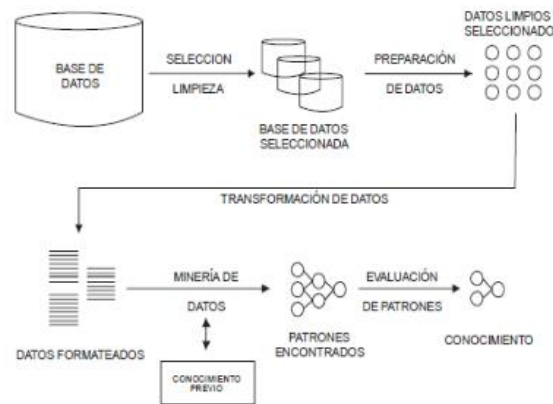 BASE DE
DATOS
SELECCION
LIMPIEZA
BASE DE DATOS
SELECCIONADA
PREPARACIÓN
DE DATOS
DATOS LIMPIOS
SELECCIONADO
TRANSFORMACIÓN DE DATOS
DATOS FORMATEADOS
MINERÍA DE
DATOS
CONOCIMIENTO
PREVIO
PATRONES
ENCONTRADOS
EVALUACIÓN
DE PATRONES
CONOCIMIENTO